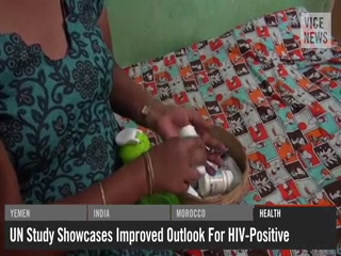 VICE
NEWS
YEMEN INDIA MOROCCO HEALTH
UN Study Showcases Improved Outlook For HIV-Positive